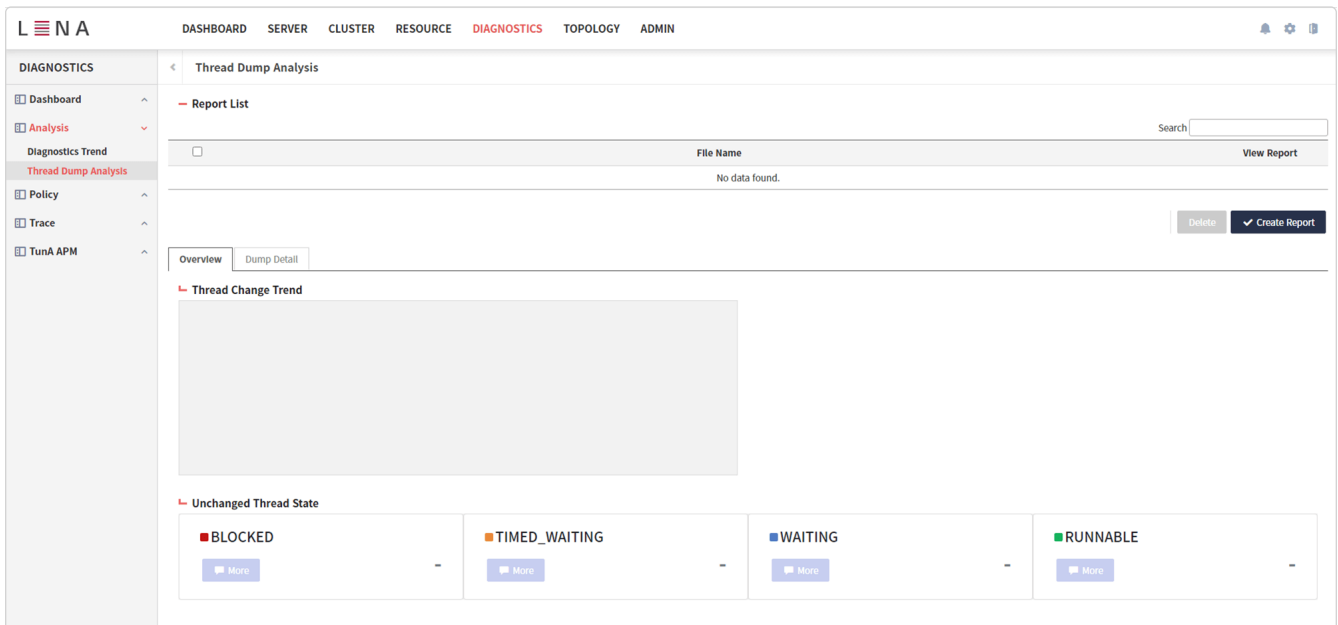 LENA
DASHBOARD SERVER CLUSTER RESOURCE DIAGNOSTICS TOPOLOGY ADMIN
DIAGNOSTICS
Thread Dump Analysis
Dashboard
Analysis
Diagnostics Trend
Thread Dump Analysis
Policy
Trace
TunA APM
Report List
Search
File Name View Report
No data found.
Delete Create Report
Overview Dump Detail
Thread Change Trend
Unchanged Thread State
BLOCKED TIMED_WAITING WAITING RUNNABLE
More - More - More - More -